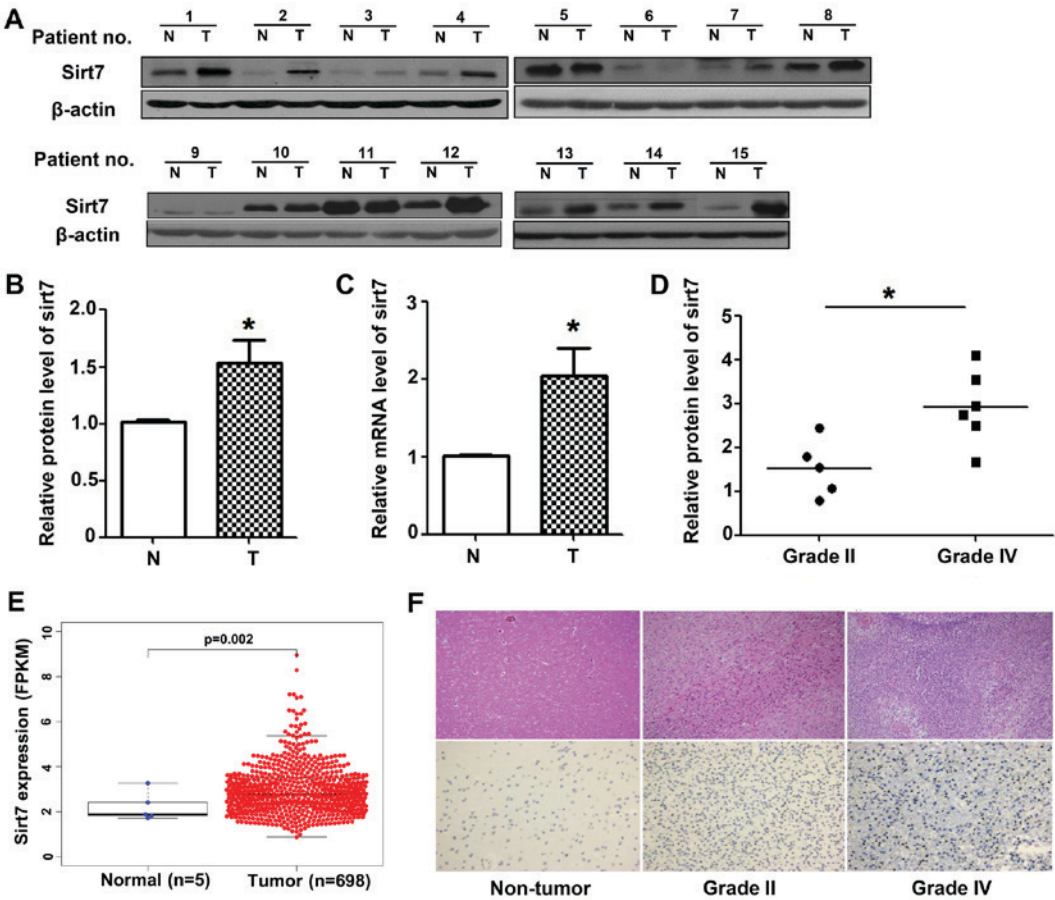 A
1 2 3 4 5 6 7 8
Patient no. N T N T N T N T N T N T N T N T
Sirt7
β-actin
Patient no. 9 10 11 12 13 14 15
N T N T N T N T N T N T N T
Sirt7
β-actin
B
Relative protein level of sirt7
2.0
1.5
1.0
0.5
0
*
N T
C
Relative mRNA level of sirt7
3
2
1
0
*
N T
D
Relative protein level of sirt7
5
4
3
2
1
0
*
Grade II Grade IV
E
Sirt7 expression (FPKM)
10
8
6
4
2
0
p=0.002
Normal (n=5) Tumor (n=698)
F
Non-tumor Grade II Grade IV